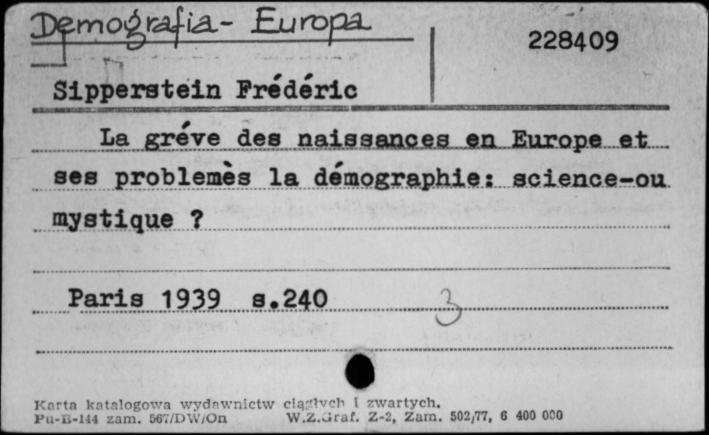 Demografia - Europa
228409
Sipperstein Frédéric
La gréve des naissances en Europe et
ses problemès la démographie: science-ou
mystique ?
Paris 1939 s.240
3
Karta katalogowa wydawnictw ciągłych i zwartych.
Pu-B-144 zam. 567/DW/On W.Z.Graf. Z-2, Zam. 502/77, 6 400 000